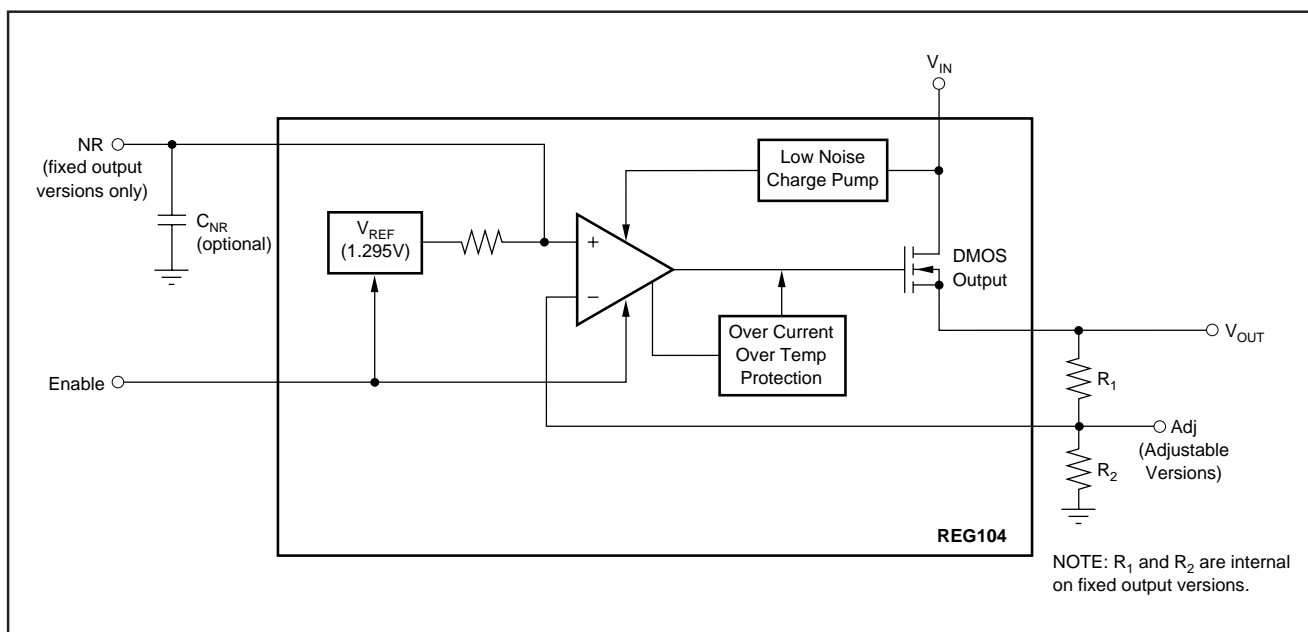 V_IN
NR
(fixed output
versions only)
C_NR
(optional)
V_REF
(1.295V)
Low Noise
Charge Pump
+
−
DMOS
Output
Over Current
Over Temp
Protection
V_OUT
R_1
Enable
Adj
(Adjustable
Versions)
R_2
REG104
NOTE: R_1 and R_2 are internal
on fixed output versions.